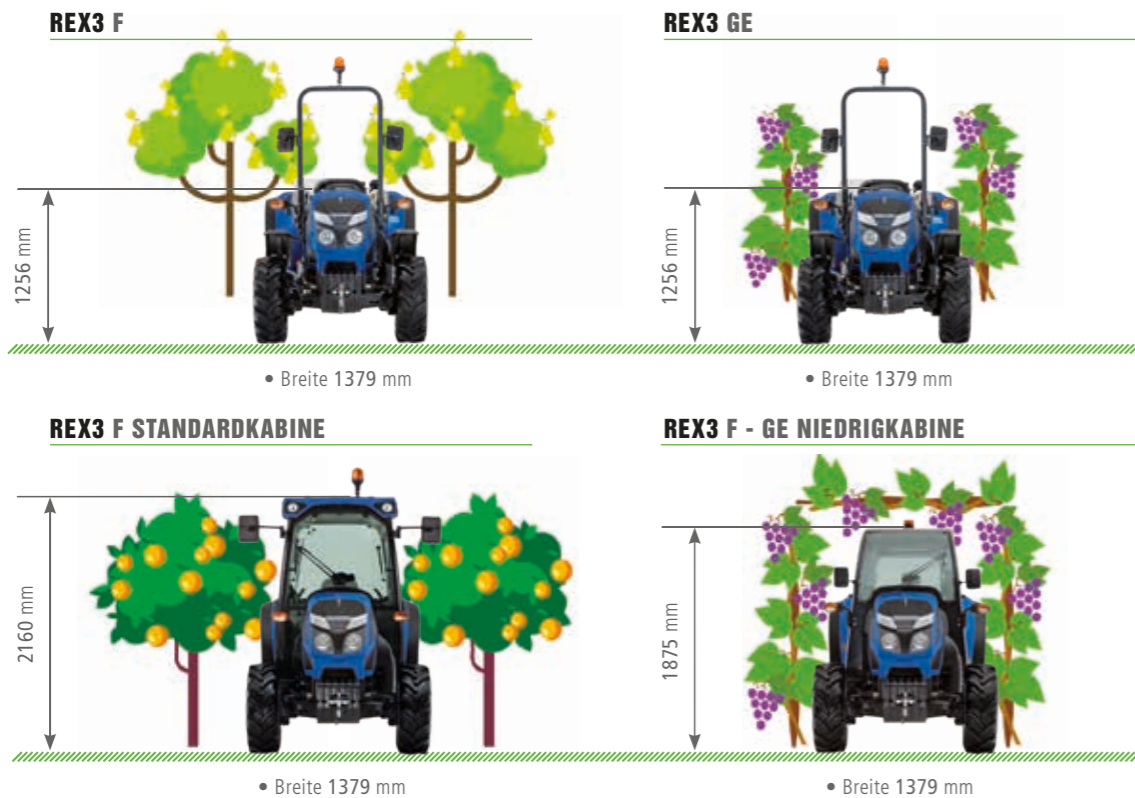 REX3 F
1256 mm
• Breite 1379 mm
REX3 GE
1256 mm
• Breite 1379 mm
REX3 F STANDARDKABINE
2160 mm
• Breite 1379 mm
REX3 F - GE NIEDRIGKABINE
1875 mm
• Breite 1379 mm